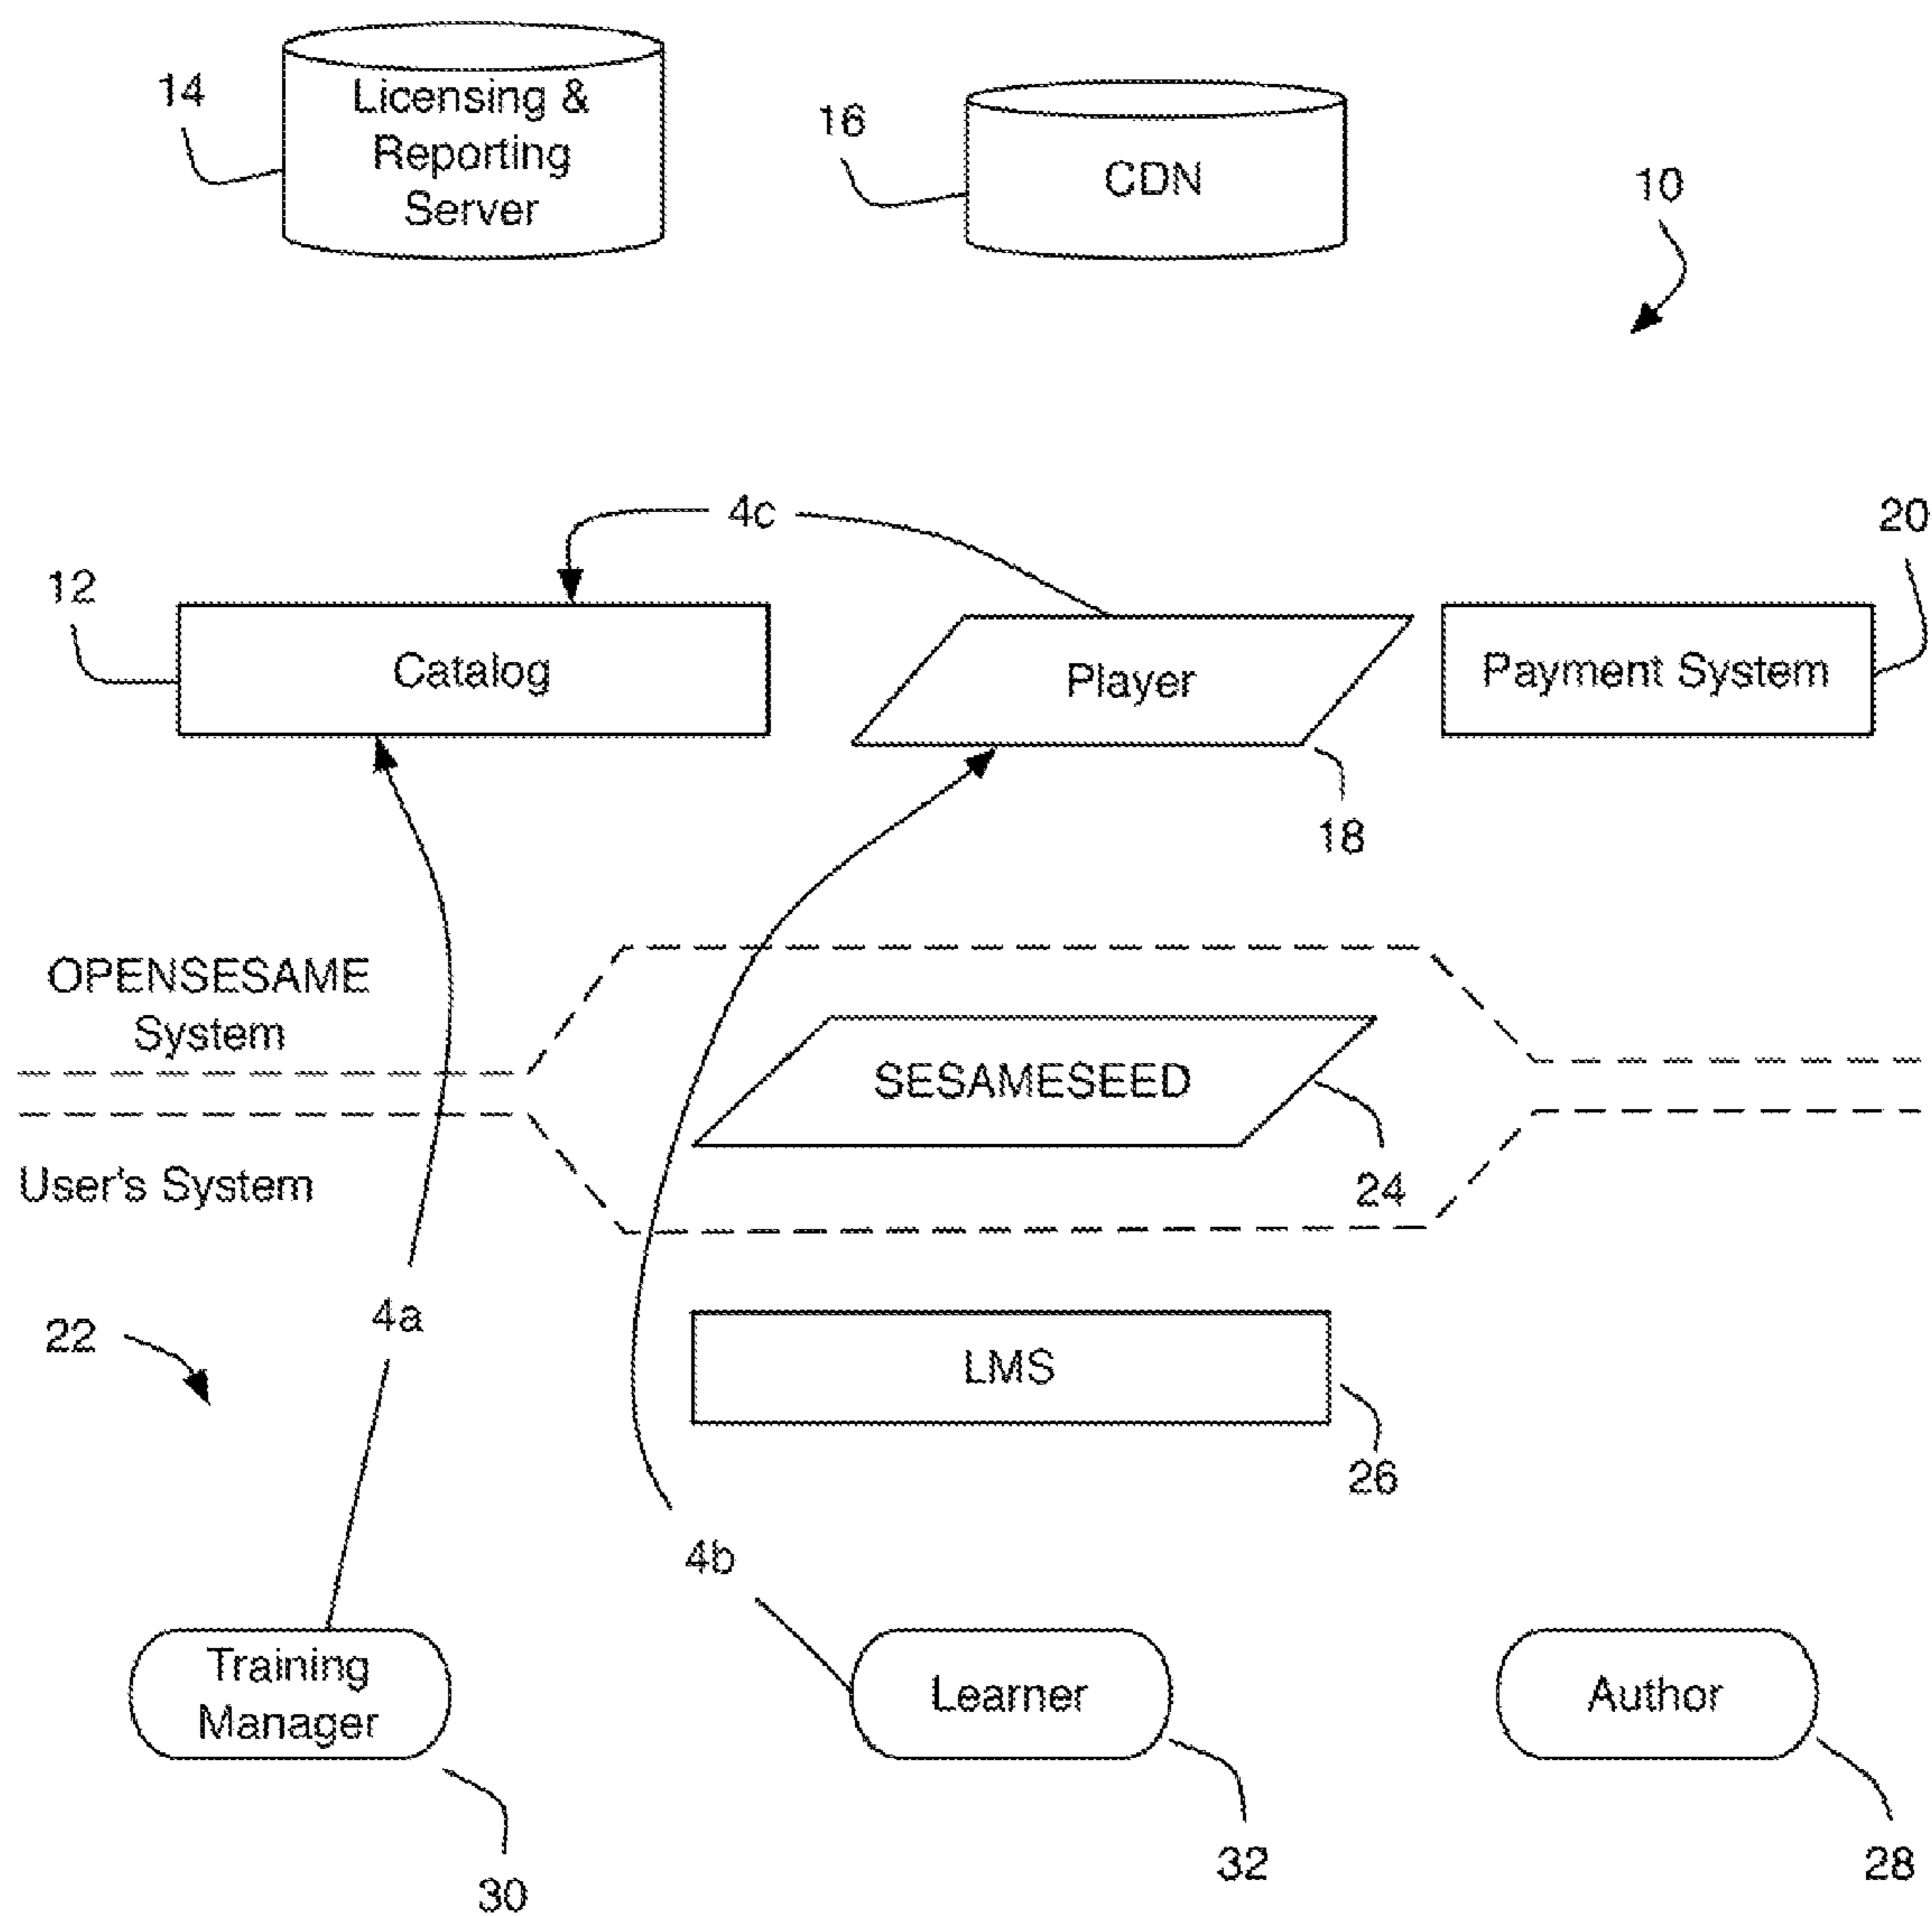 14
Licensing &
Reporting
Server
16
CDN
10
4c
20
12
Catalog
Player
Payment System
18
OPENSESAME
System
SESAMESEED
User's System
24
4a
22
LMS
26
4b
Training
Manager
Learner
Author
30
32
28